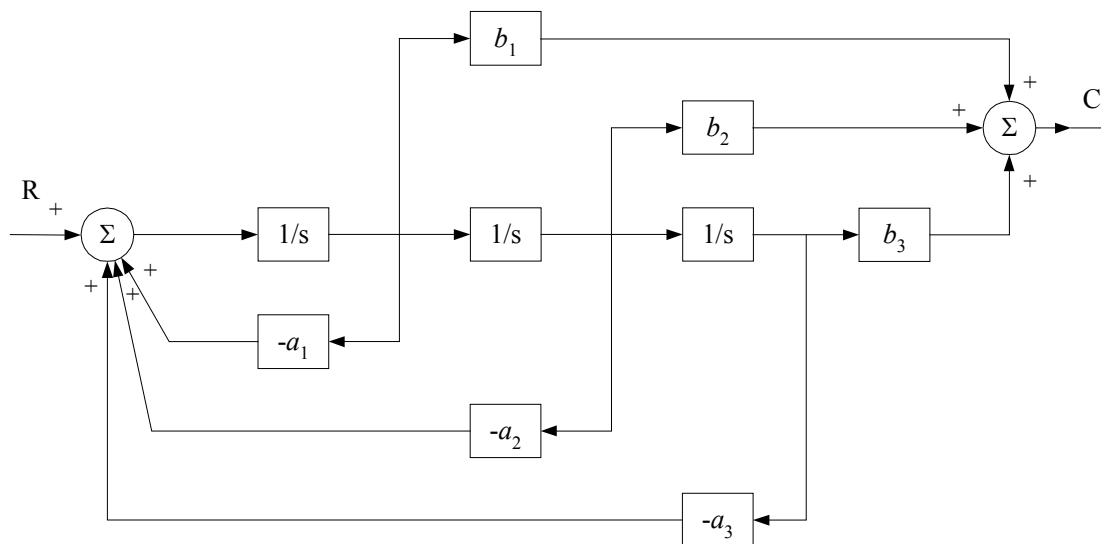 b₁
+
C
+
b₂
Σ
R
+
+
Σ
1/s
1/s
1/s
b₃
+
+
+
-a₁
-a₂
-a₃